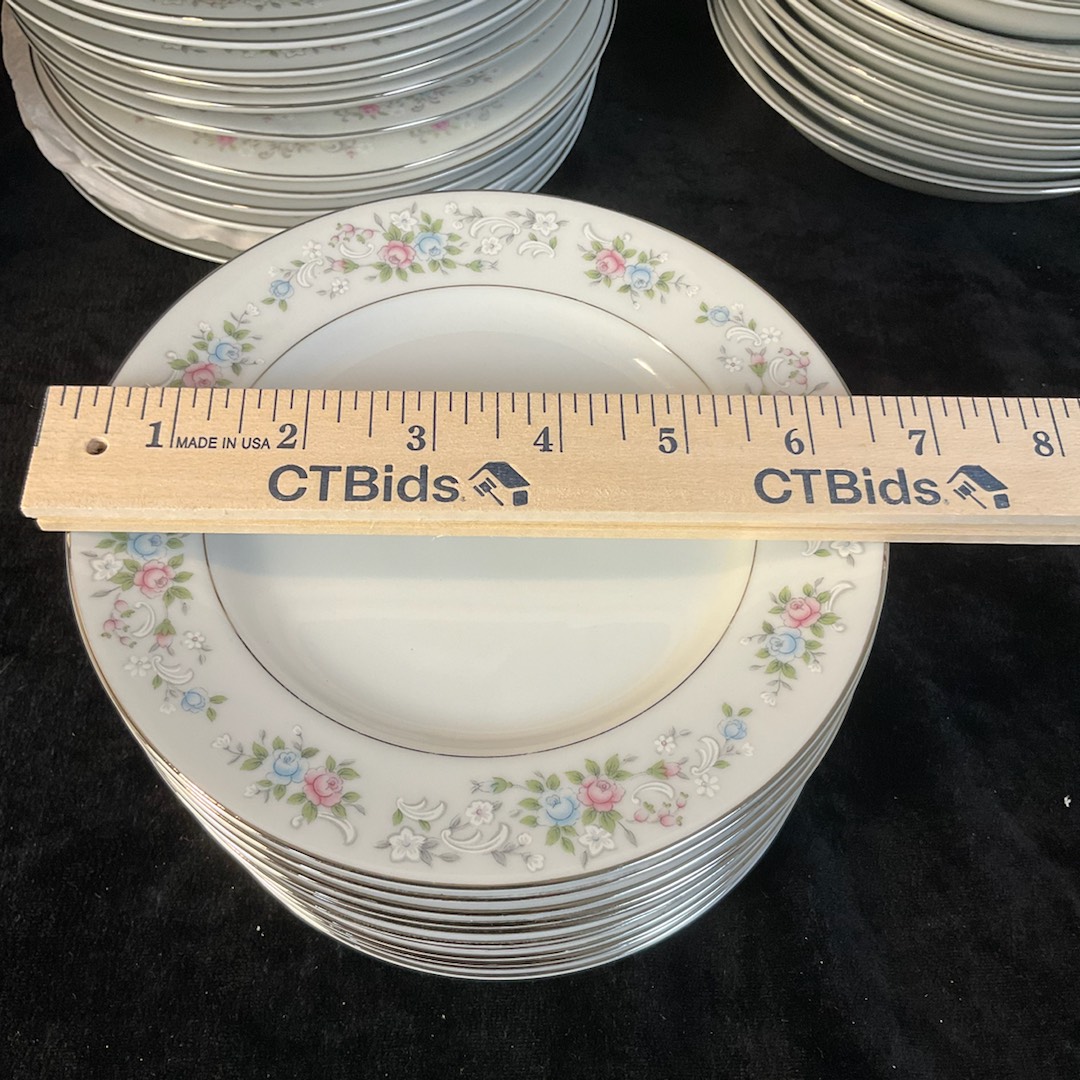 1 MADE IN USA 2 3 4 5 6 7 8
CTBids. CTBids.